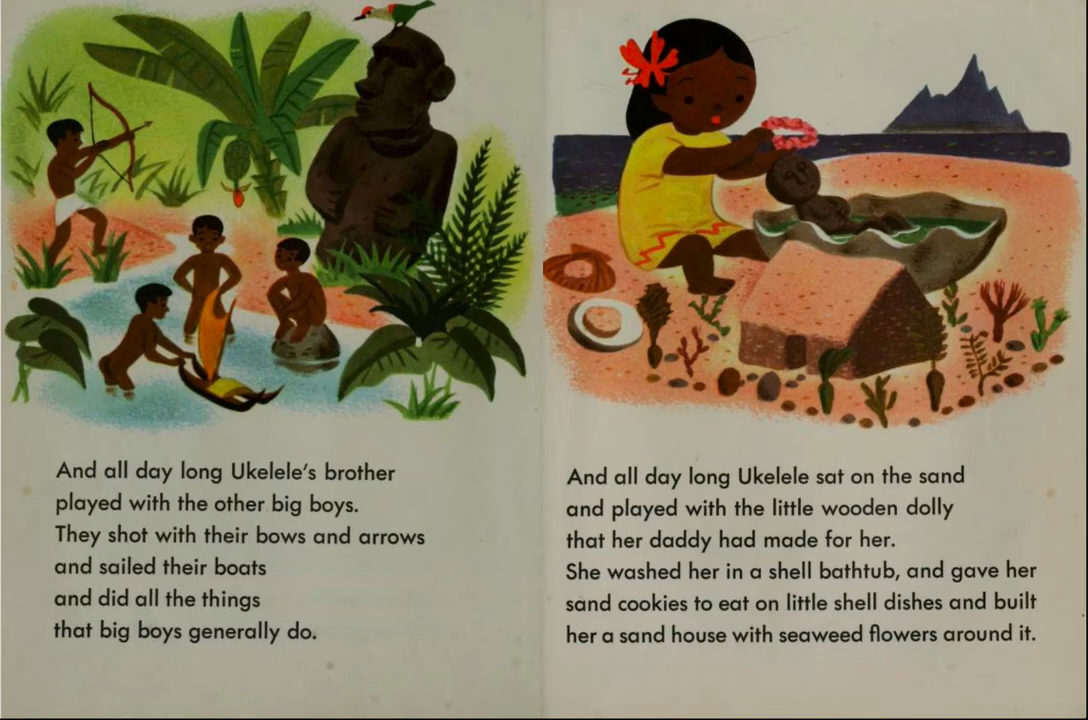 And all day long Ukelele's brother
played with the other big boys.
They shot with their bows and arrows
and sailed their boats
and did all the things
that big boys generally do.
And all day long Ukelele sat on the sand
and played with the little wooden dolly
that her daddy had made for her.
She washed her in a shell bathtub, and gave her
sand cookies to eat on little shell dishes and built
her a sand house with seaweed flowers around it.